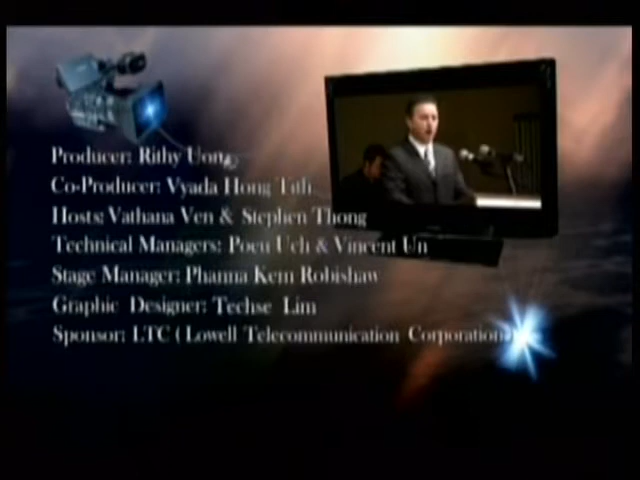 Producer: Rithy Uong
Co-Producer: Vyada Hong Tith
Hosts: Vathana Ven & Stephen Thong
Technical Managers: Poeu Uch & Vincent Un
Stage Manager: Phanna Kem Robishaw
Graphic Designer: Techse Lim
Sponsor: LTC ( Lowell Telecommunication Corporation )